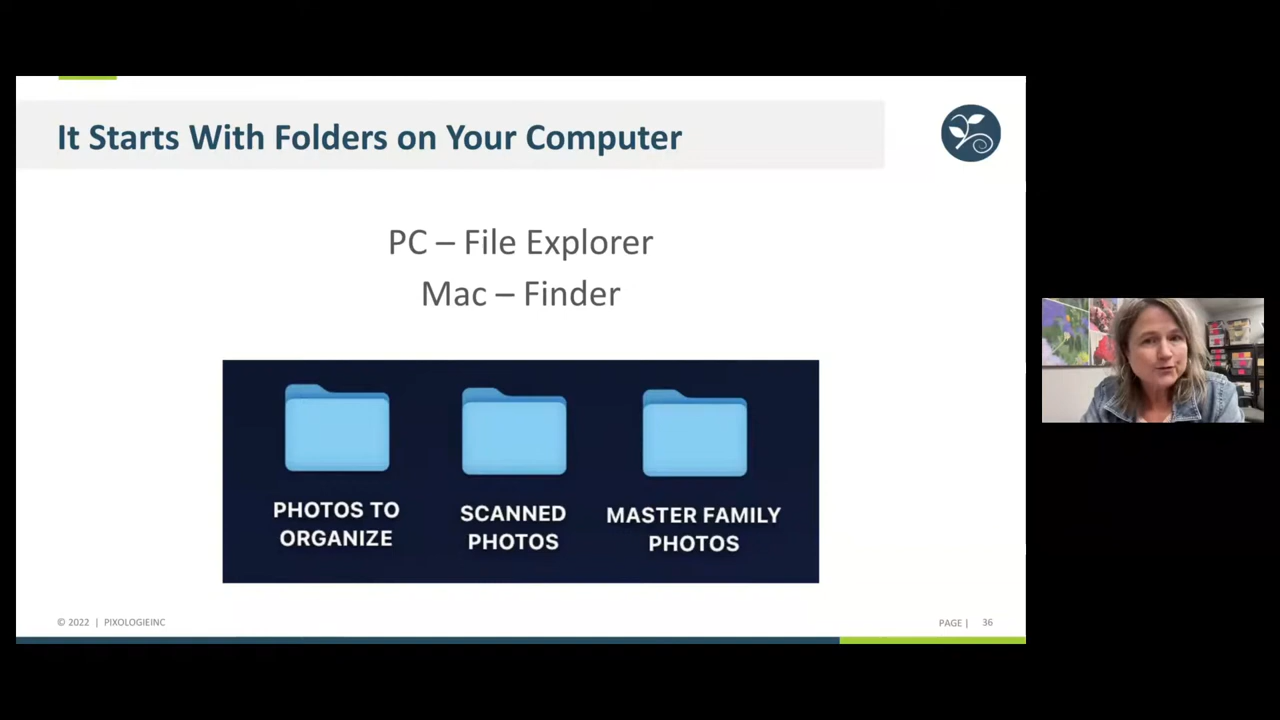 It Starts With Folders on Your Computer
PC – File Explorer
Mac – Finder
PHOTOS TO
ORGANIZE
SCANNED
PHOTOS
MASTER FAMILY
PHOTOS
© 2022 | PIXOLOGIEINC
PAGE | 36